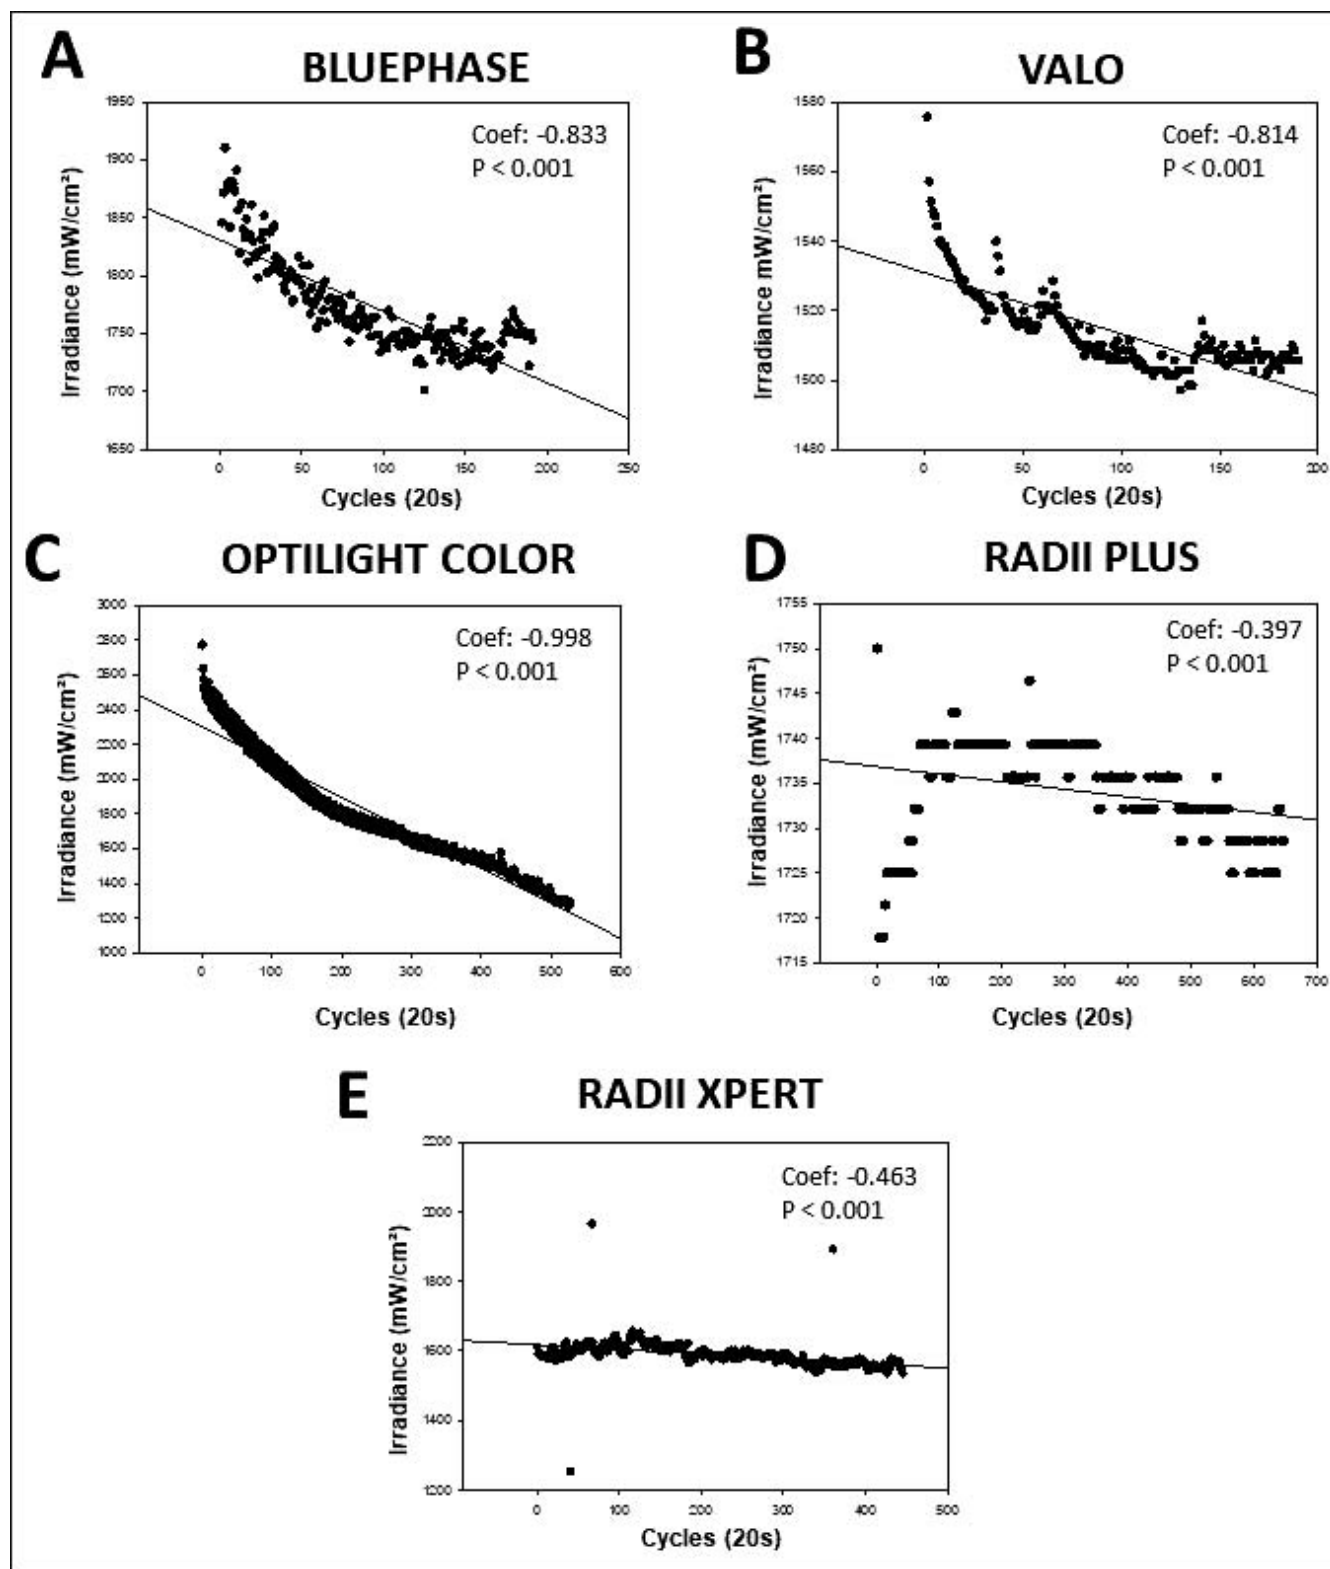 A
BLUEPHASE
Coef: -0.833
P < 0.001
Irradiance (mW/cm²)
1950
1900
1850
1800
1750
1700
1650
0 50 100 150 200 250
Cycles (20s)
B
VALO
Coef: -0.814
P < 0.001
Irradiance mW/cm²)
1580
1560
1540
1520
1500
1480
0 50 100 150 200
Cycles (20s)
C
OPTILIGHT COLOR
Coef: -0.998
P < 0.001
Irradiance (mW/cm²)
3000
2800
2600
2400
2200
2000
1800
1600
1400
1200
1000
0 100 200 300 400 500 600
Cycles (20s)
D
RADII PLUS
Coef: -0.397
P < 0.001
Irradiance (mW/cm²)
1755
1750
1745
1740
1735
1730
1725
1720
1715
0 100 200 300 400 500 600 700
Cycles (20s)
E
RADII XPERT
Coef: -0.463
P < 0.001
Irradiance (mW/cm²)
2200
2000
1800
1600
1400
1200
0 100 200 300 400 500
Cycles (20s)